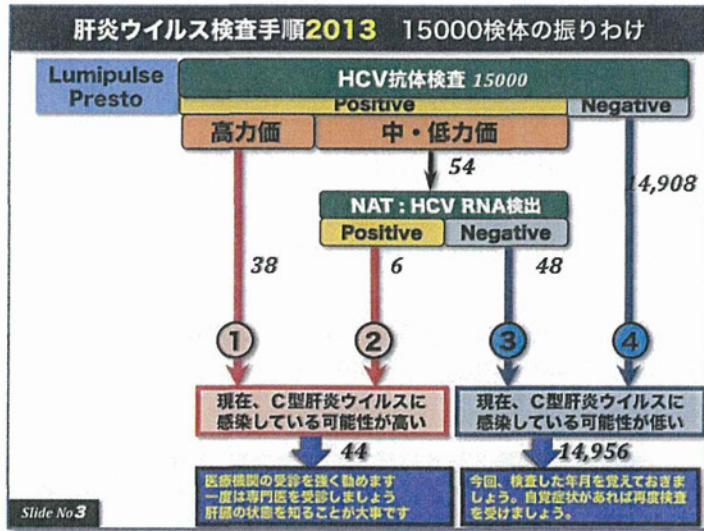 肝炎ウイルス検査手順2013 15000検体の振りわけ
Lumipulse
Presto
HCV抗体検査 15000
Positive
Negative
高力価
中・低力価
54
14,908
NAT：HCV RNA検出
Positive
Negative
38
6
48
①
②
③
④
現在、C型肝炎ウイルスに
感染している可能性が高い
現在、C型肝炎ウイルスに
感染している可能性が低い
44
14,956
医療機関の受診を強く勧めます
一度は専門医を受診しましょう
肝臓の状態を知ることが大事です
今回、検査した年月を覚えておきま
しょう。自覚症状があれば再度検査
を受けましょう。
Slide No 3